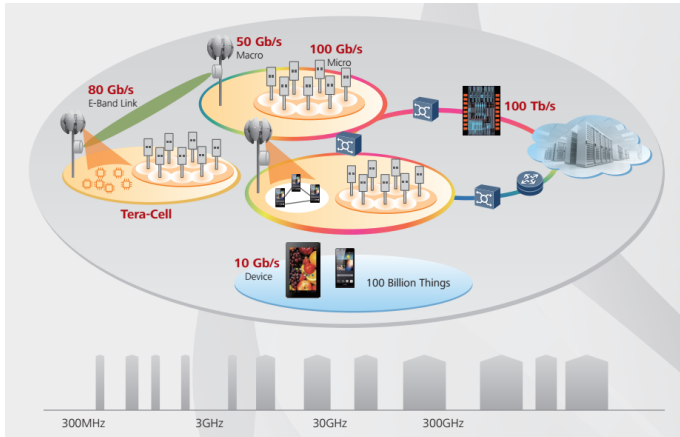 50 Gb/s
Macro
100 Gb/s
Micro
80 Gb/s
E-Band Link
100 Tb/s
Tera-Cell
10 Gb/s
Device
100 Billion Things
300MHz
3GHz
30GHz
300GHz